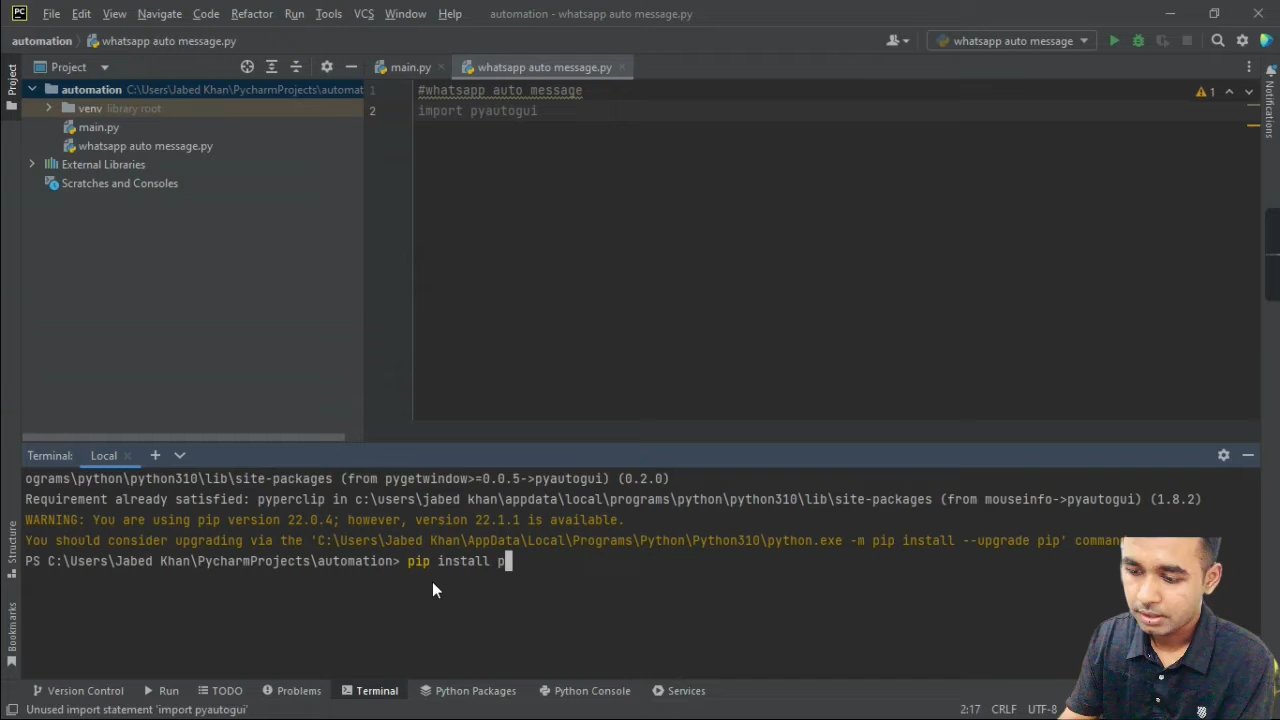 PC File Edit View Navigate Code Refactor Run Tools VCS Window Help automation - whatsapp auto message.py
automation whatsapp auto message.py whatsapp auto message
Project main.py whatsapp auto message.py
Project
automation C:\Users\Jabed Khan\PycharmProjects\automat 1 #whatsapp auto message 1
venv library root 2 import pyautogui
Notifications
main.py
whatsapp auto message.py
External Libraries
Scratches and Consoles
Terminal: Local
ograms\python\python310\lib\site-packages (from pygetwindow>=0.0.5->pyautogui) (0.2.0)
Requirement already satisfied: pyperclip in c:\users\jabed khan\appdata\local\programs\python\python310\lib\site-packages (from mouseinfo->pyautogui) (1.8.2)
WARNING: You are using pip version 22.0.4; however, version 22.1.1 is available.
You should consider upgrading via the 'C:\Users\Jabed Khan\AppData\Local\Programs\Python\Python310\python.exe -m pip install --upgrade pip' comman
PS C:\Users\Jabed Khan\PycharmProjects\automation> pip install p
Structure
Bookmarks
Version Control Run TODO Problems Terminal Python Packages Python Console Services
Unused import statement 'import pyautogui' 2:17 CRLF UTF-8